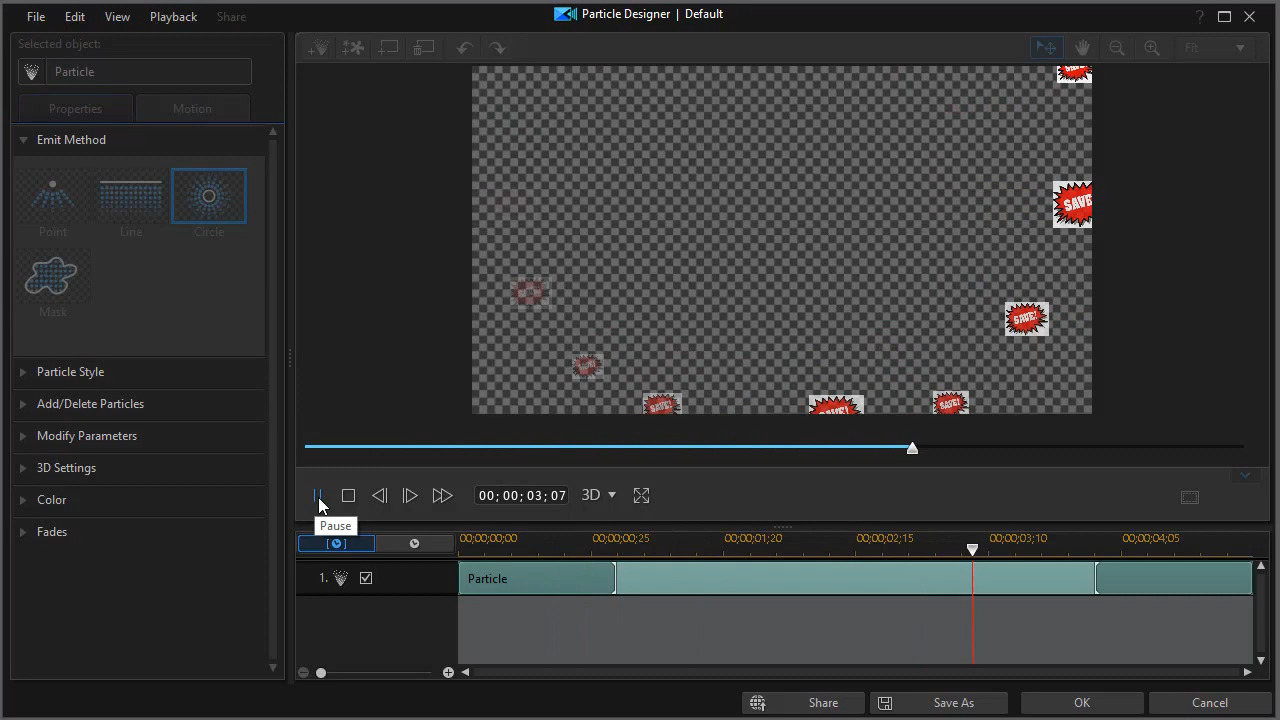 Particle Designer | Default
File Edit View Playback Share
Selected object:
Particle
Fit
Properties Motion
Emit Method
Point Line Circle
Mask
Particle Style
Add/Delete Particles
Modify Parameters
3D Settings
Color
Fades
SAVE
SAVE!
SAVE!
SAVE!
00; 00; 03; 07 3D
Pause
00;00;00;00 00;00;00;25 00;00;01;20 00;00;02;15 00;00;03;10 00;00;04;05
1. Particle
Share Save As OK Cancel